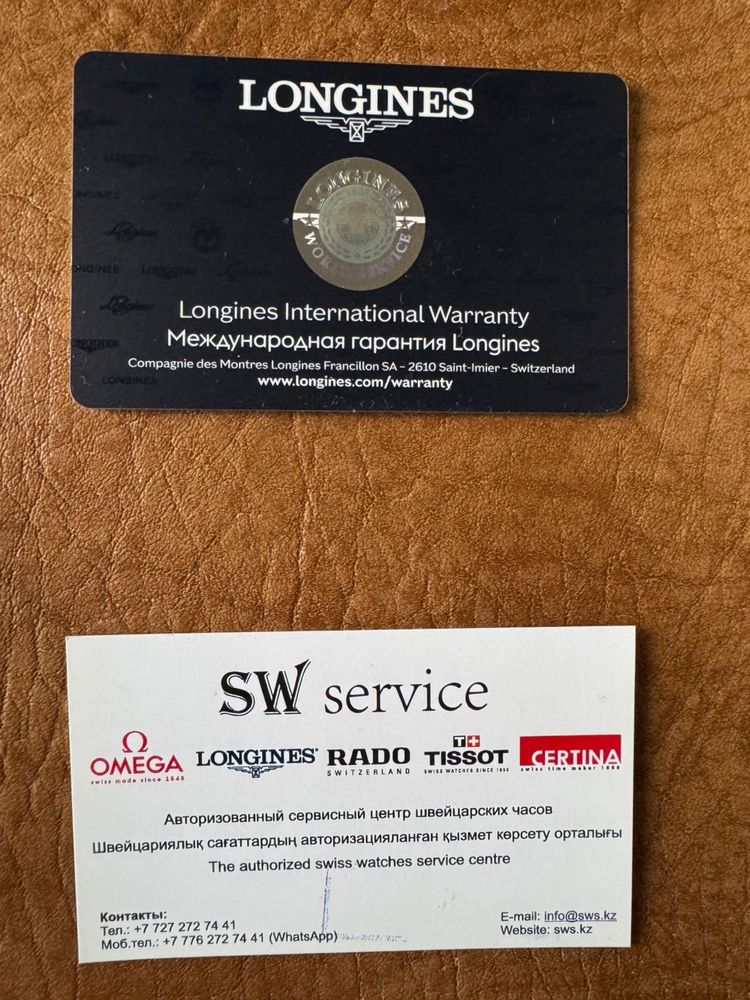 LONGINES
LONGINES
WORLD SERVICE
Longines International Warranty
Международная гарантия Longines
Compagnie des Montres Longines Francillon SA – 2610 Saint-Imier – Switzerland
www.longines.com/warranty
SW service
OMEGA LONGINES® RADO TISSOT CERTINA
swiss made since 1848 SWITZERLAND SWISS WATCHES SINCE 1853 swiss time maker 1888
Авторизованный сервисный центр швейцарских часов
Швейцариялық сағаттардың авторизацияланған қызмет көрсету орталығы
The authorized swiss watches service centre
Контакты:
Тел.: +7 727 272 74 41
Моб.тел.: +7 776 272 74 41 (WhatsApp)
E-mail: info@sws.kz
Website: sws.kz